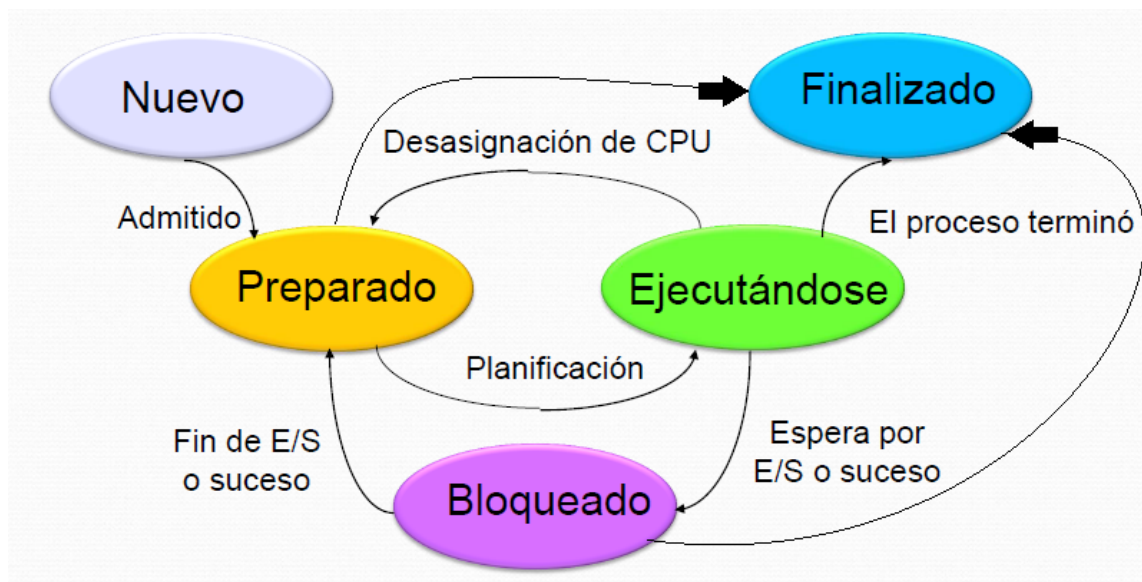 Nuevo
Finalizado
Desasignación de CPU
Admitido
El proceso terminó
Preparado
Ejecutándose
Planificación
Fin de E/S
o suceso
Espera por
E/S o suceso
Bloqueado